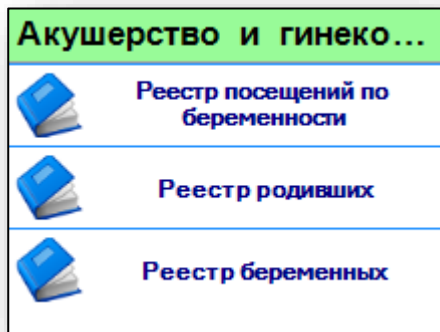 Акушерство и гинеко...
Реестр посещений по
беременности
Реестр родивших
Реестр беременных